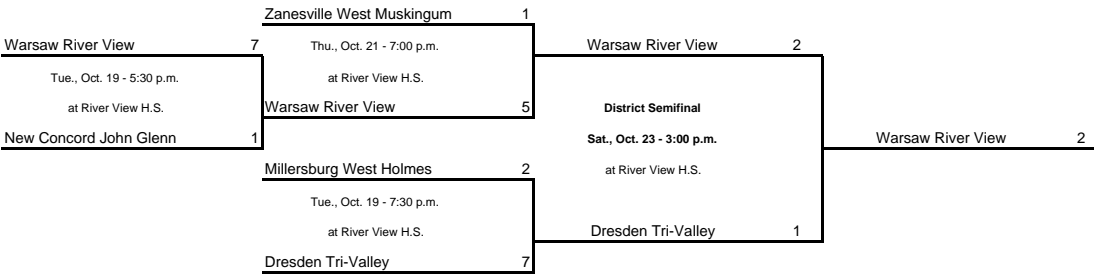 Zanesville West Muskingum 1
Warsaw River View 7
Thu., Oct. 21 - 7:00 p.m.
Warsaw River View 2
Tue., Oct. 19 - 5:30 p.m.
at River View H.S.
at River View H.S.
Warsaw River View 5
District Semifinal
New Concord John Glenn 1
Sat., Oct. 23 - 3:00 p.m.
Warsaw River View 2
Millersburg West Holmes 2
at River View H.S.
Tue., Oct. 19 - 7:30 p.m.
at River View H.S.
Dresden Tri-Valley 1
Dresden Tri-Valley 7